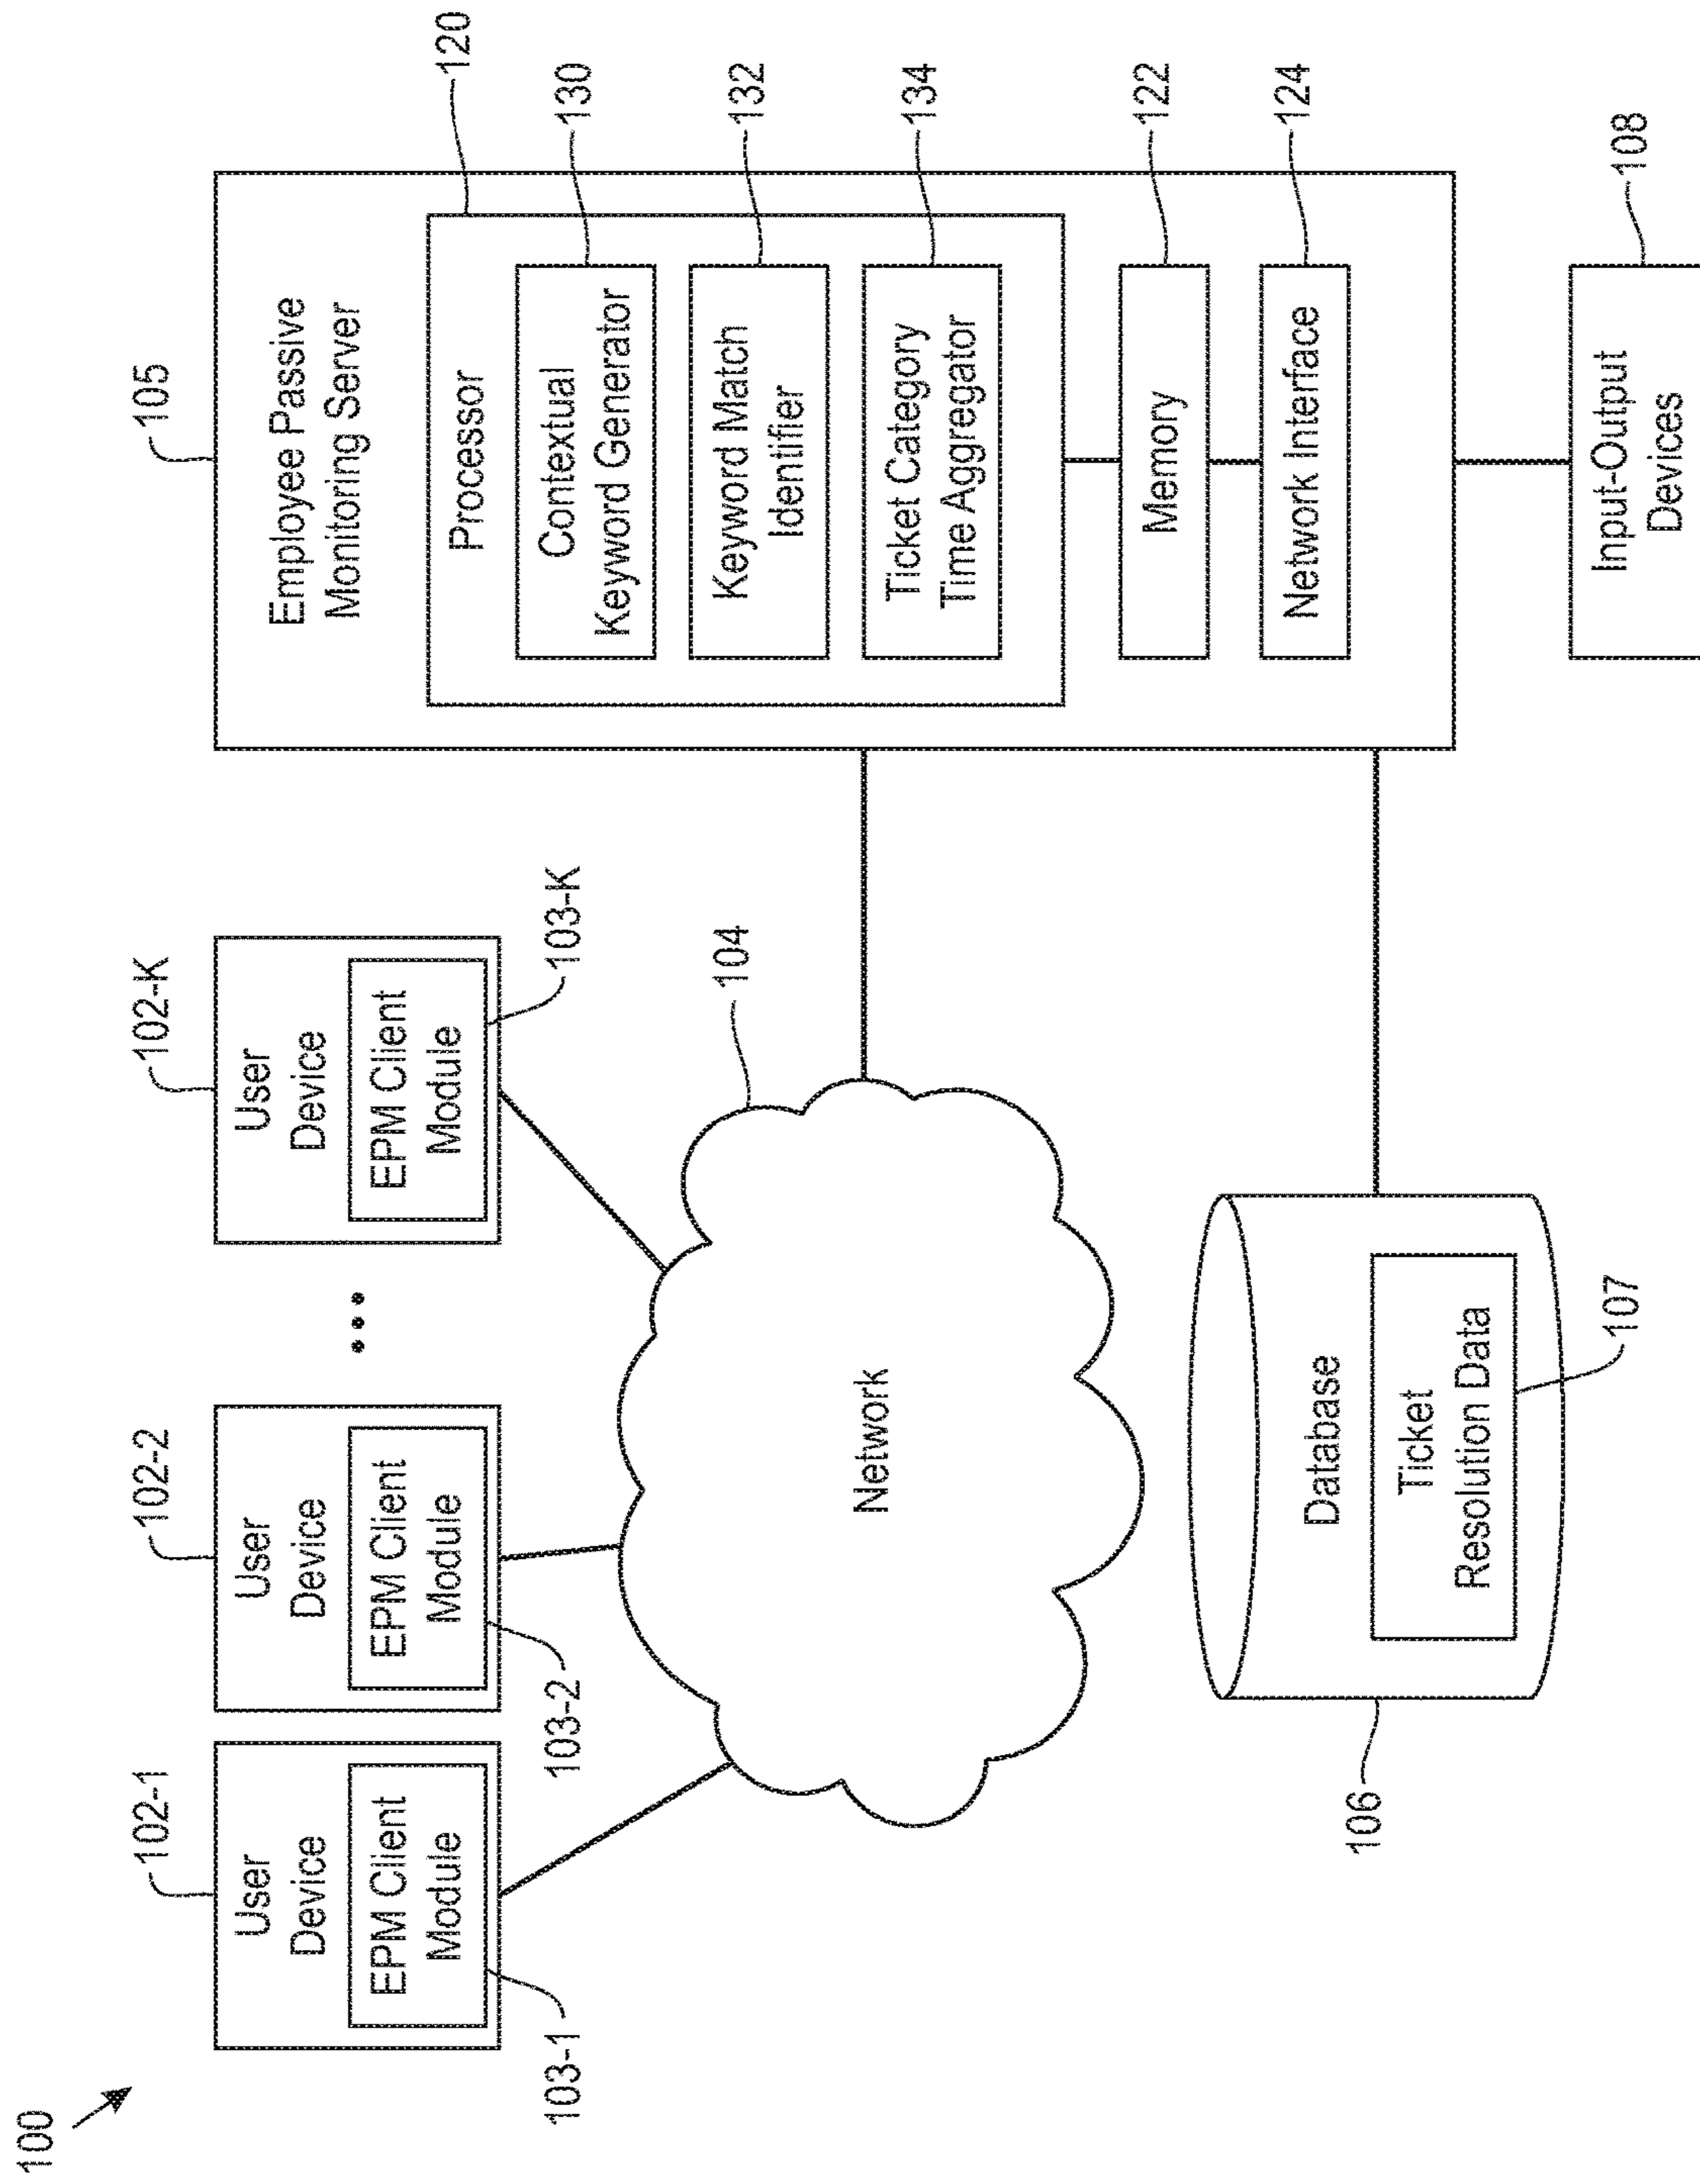 100
102-1
User
Device
EPM Client
Module
103-1
102-2
User
Device
EPM Client
Module
103-2
...
102-K
User
Device
EPM Client
Module
103-K
104
Network
105
Employee Passive
Monitoring Server
120
Processor
130
Contextual
Keyword Generator
132
Keyword Match
Identifier
134
Ticket Category
Time Aggregator
122
Memory
124
Network Interface
106
Database
Ticket
Resolution Data
107
108
Input-Output
Devices